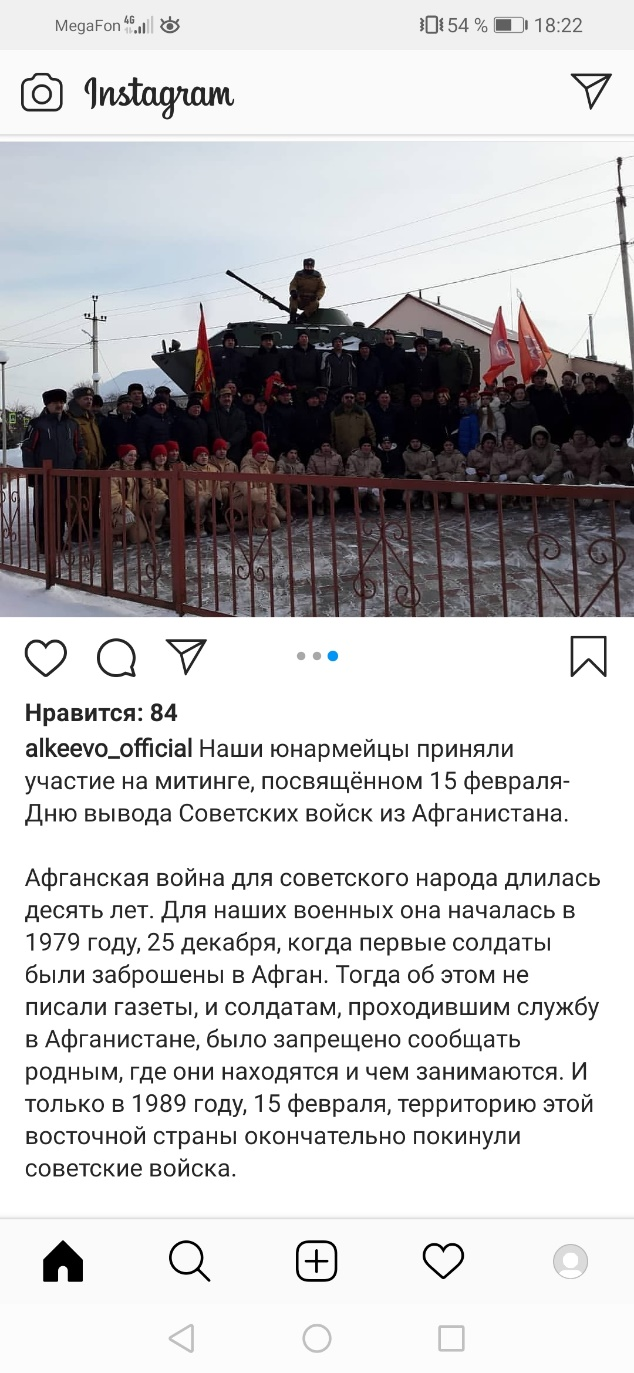 MegaFon 4G 54 % 18:22
Instagram
Нравится: 84
alkeevo_official Наши юнармейцы приняли
участие на митинге, посвящённом 15 февраля-
Дню вывода Советских войск из Афганистана.
Афганская война для советского народа длилась
десять лет. Для наших военных она началась в
1979 году, 25 декабря, когда первые солдаты
были заброшены в Афган. Тогда об этом не
писали газеты, и солдатам, проходившим службу
в Афганистане, было запрещено сообщать
родным, где они находятся и чем занимаются. И
только в 1989 году, 15 февраля, территорию этой
восточной страны окончательно покинули
советские войска.